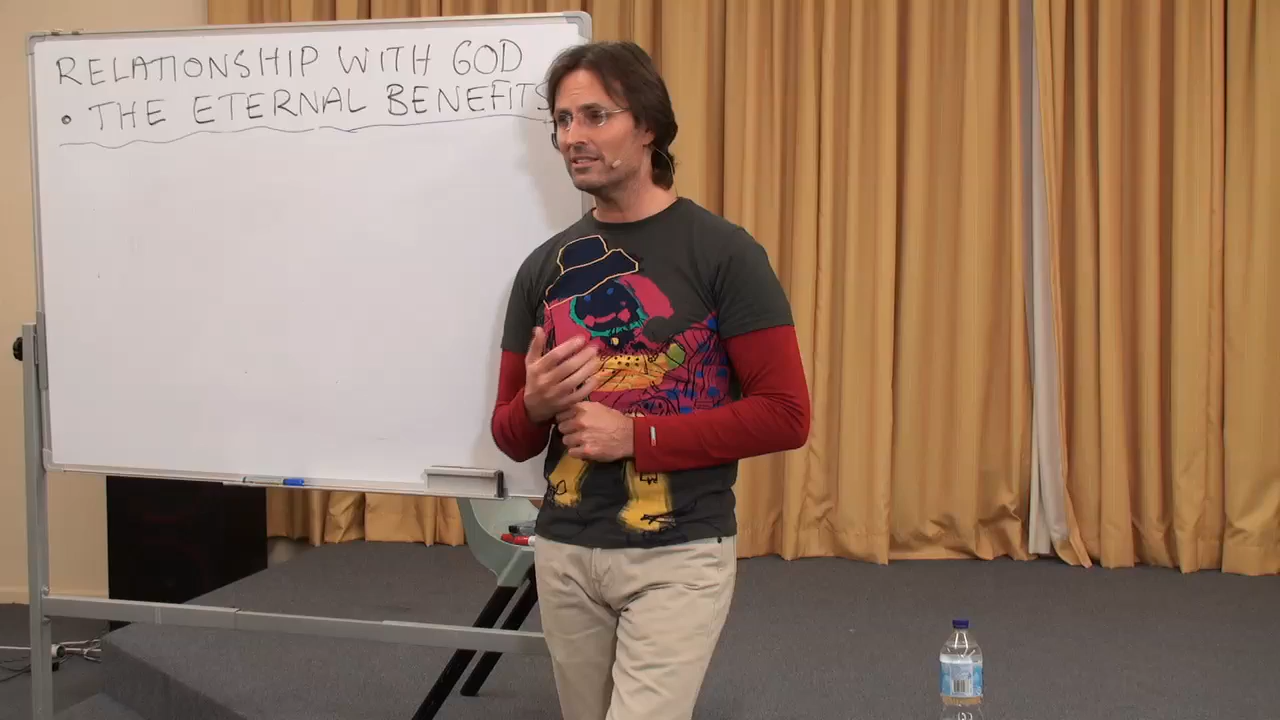 RELATIONSHIP WITH GOD
• THE ETERNAL BENEFITS